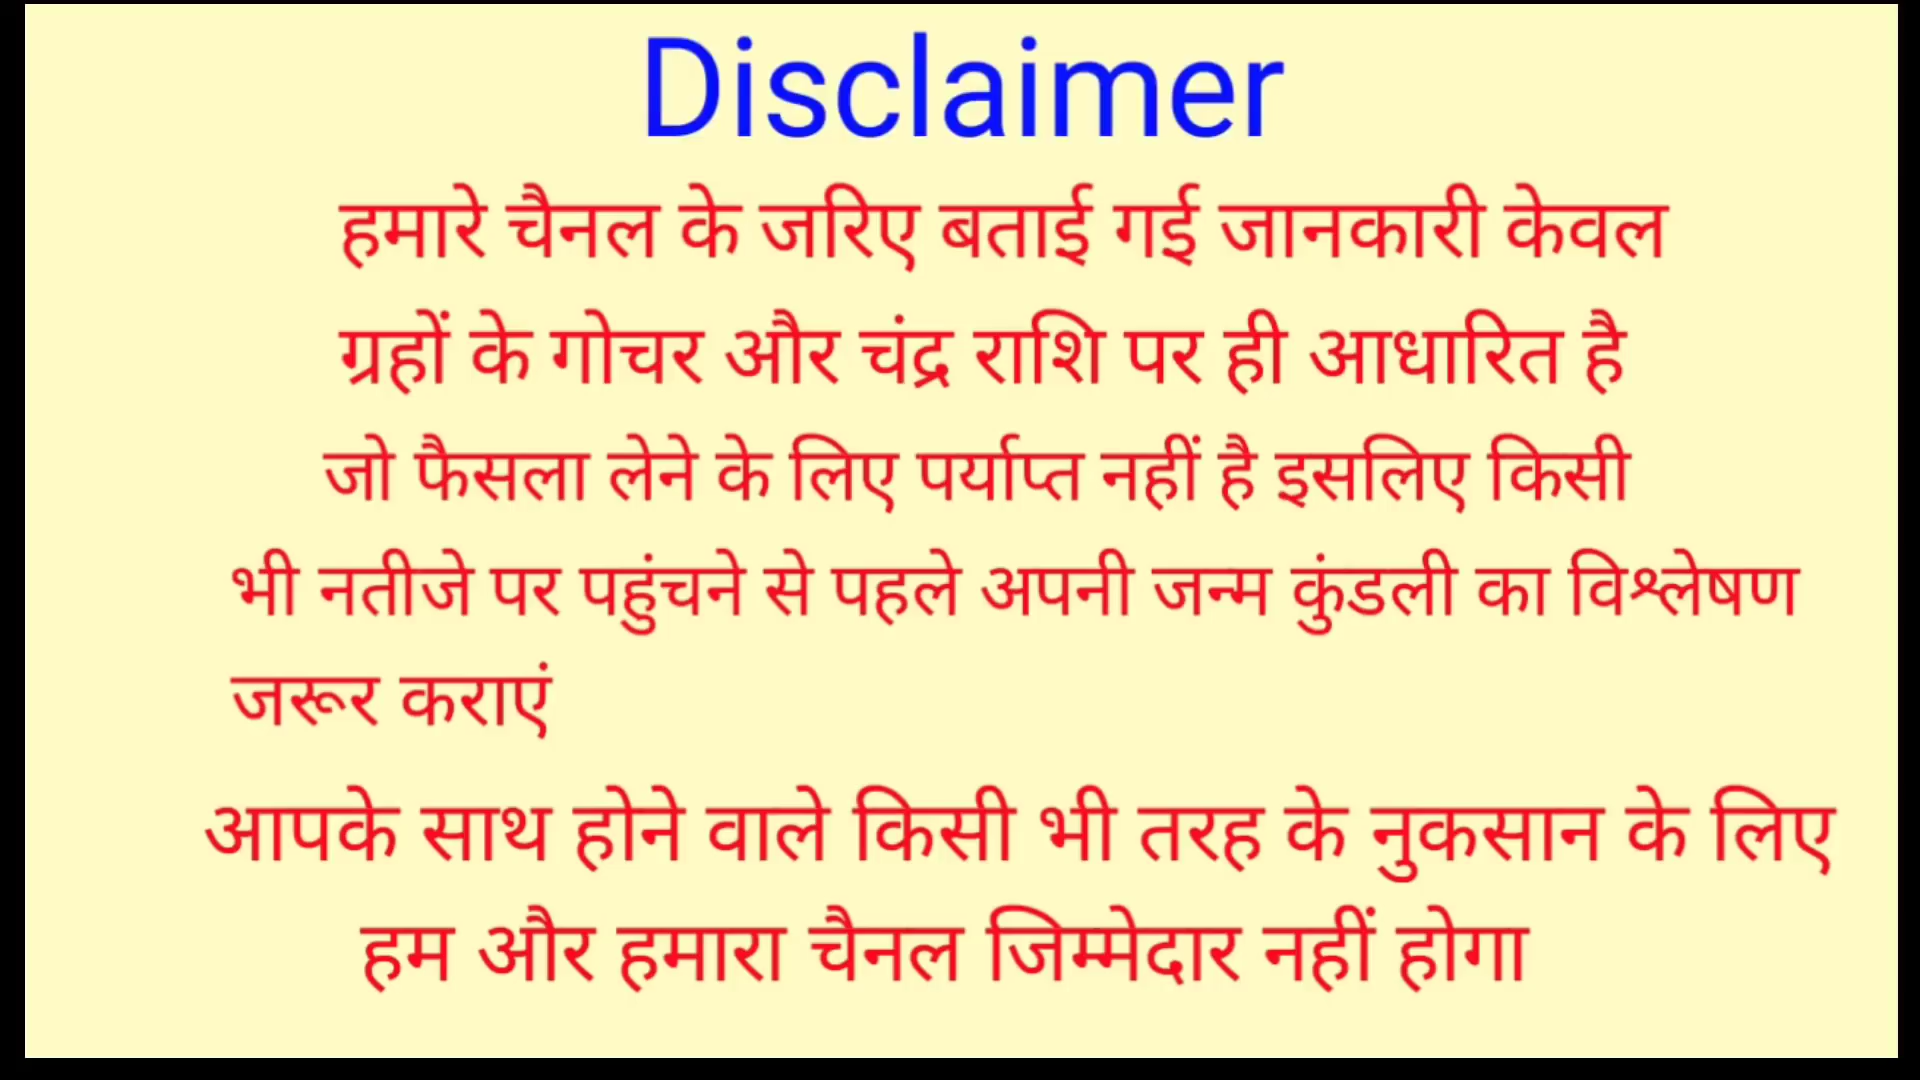 Disclaimer
हमारे चैनल के जरिए बताई गई जानकारी केवल
ग्रहों के गोचर और चंद्र राशि पर ही आधारित है
जो फैसला लेने के लिए पर्याप्त नहीं है इसलिए किसी
भी नतीजे पर पहुंचने से पहले अपनी जन्म कुंडली का विश्लेषण
जरूर कराएं
आपके साथ होने वाले किसी भी तरह के नुकसान के लिए
हम और हमारा चैनल जिम्मेदार नहीं होगा